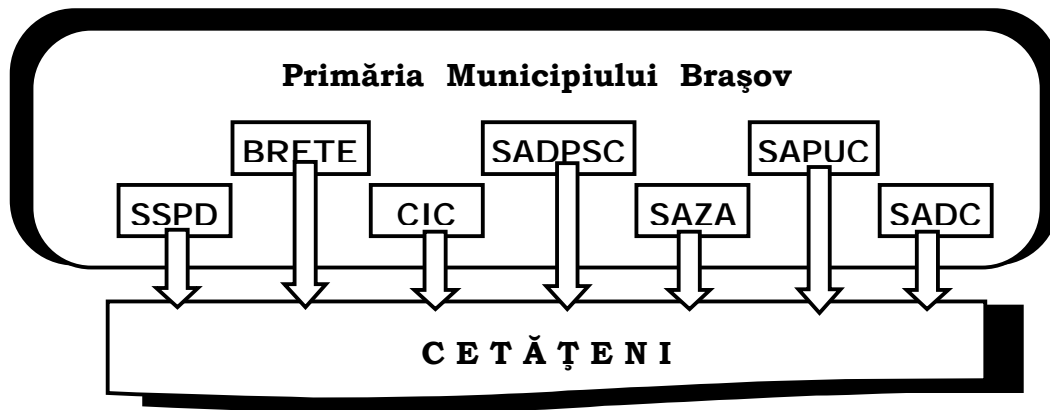 Primăria Municipiului Braşov
BRETE SADPSC SAPUC
SSPD CIC SAZA SADC
C E T Ă Ţ E N I